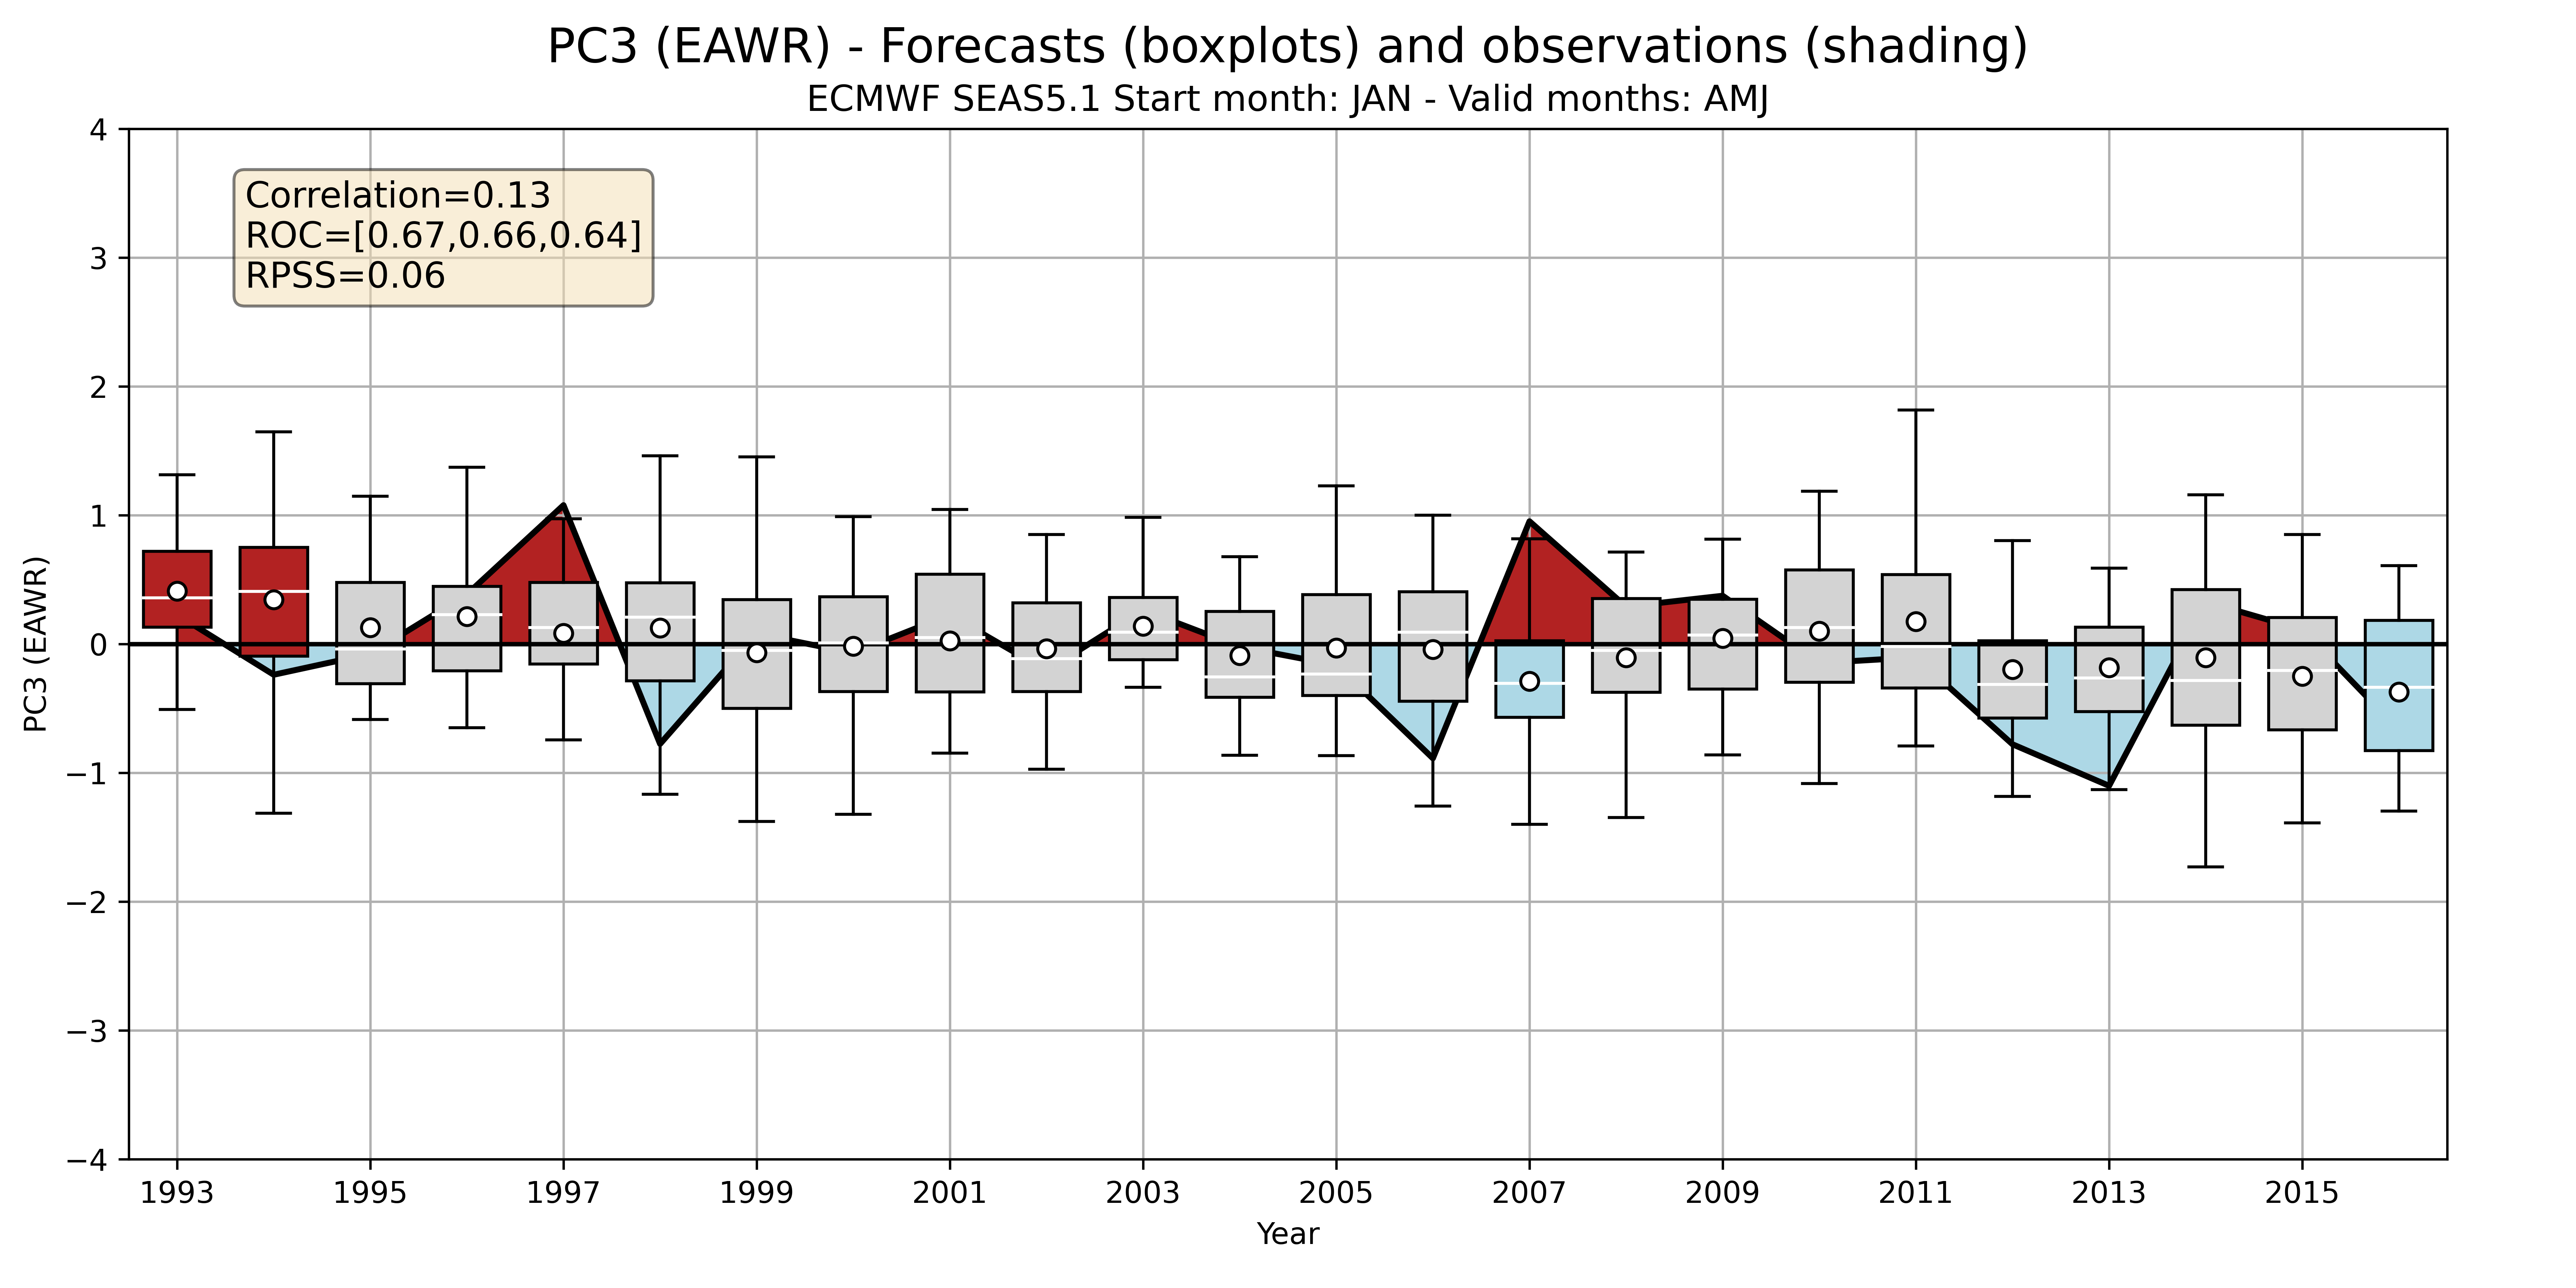 PC3 (EAWR) - Forecasts (boxplots) and observations (shading)
ECMWF SEAS5.1 Start month: JAN - Valid months: AMJ
Correlation=0.13
ROC=[0.67,0.66,0.64]
RPSS=0.06
PC3 (EAWR)
4
3
2
1
0
−1
−2
−3
−4
1993 1995 1997 1999 2001 2003 2005 2007 2009 2011 2013 2015
Year